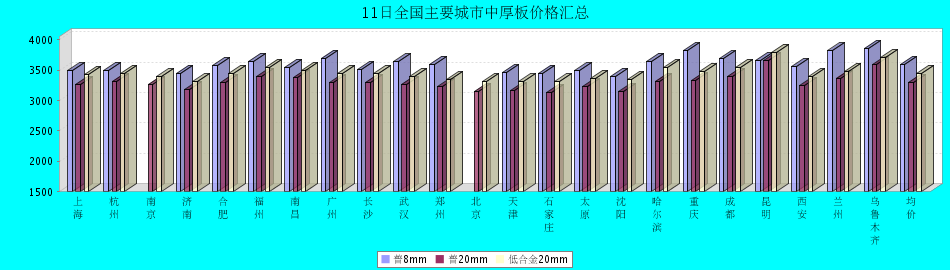 11日全国主要城市中厚板价格汇总
4000
3500
3000
2500
2000
1500
上海
杭州
南京
济南
合肥
福州
南昌
广州
长沙
武汉
郑州
北京
天津
石家庄
太原
沈阳
哈尔滨
重庆
成都
昆明
西安
兰州
乌鲁木齐
均价
普8mm 普20mm 低合金20mm